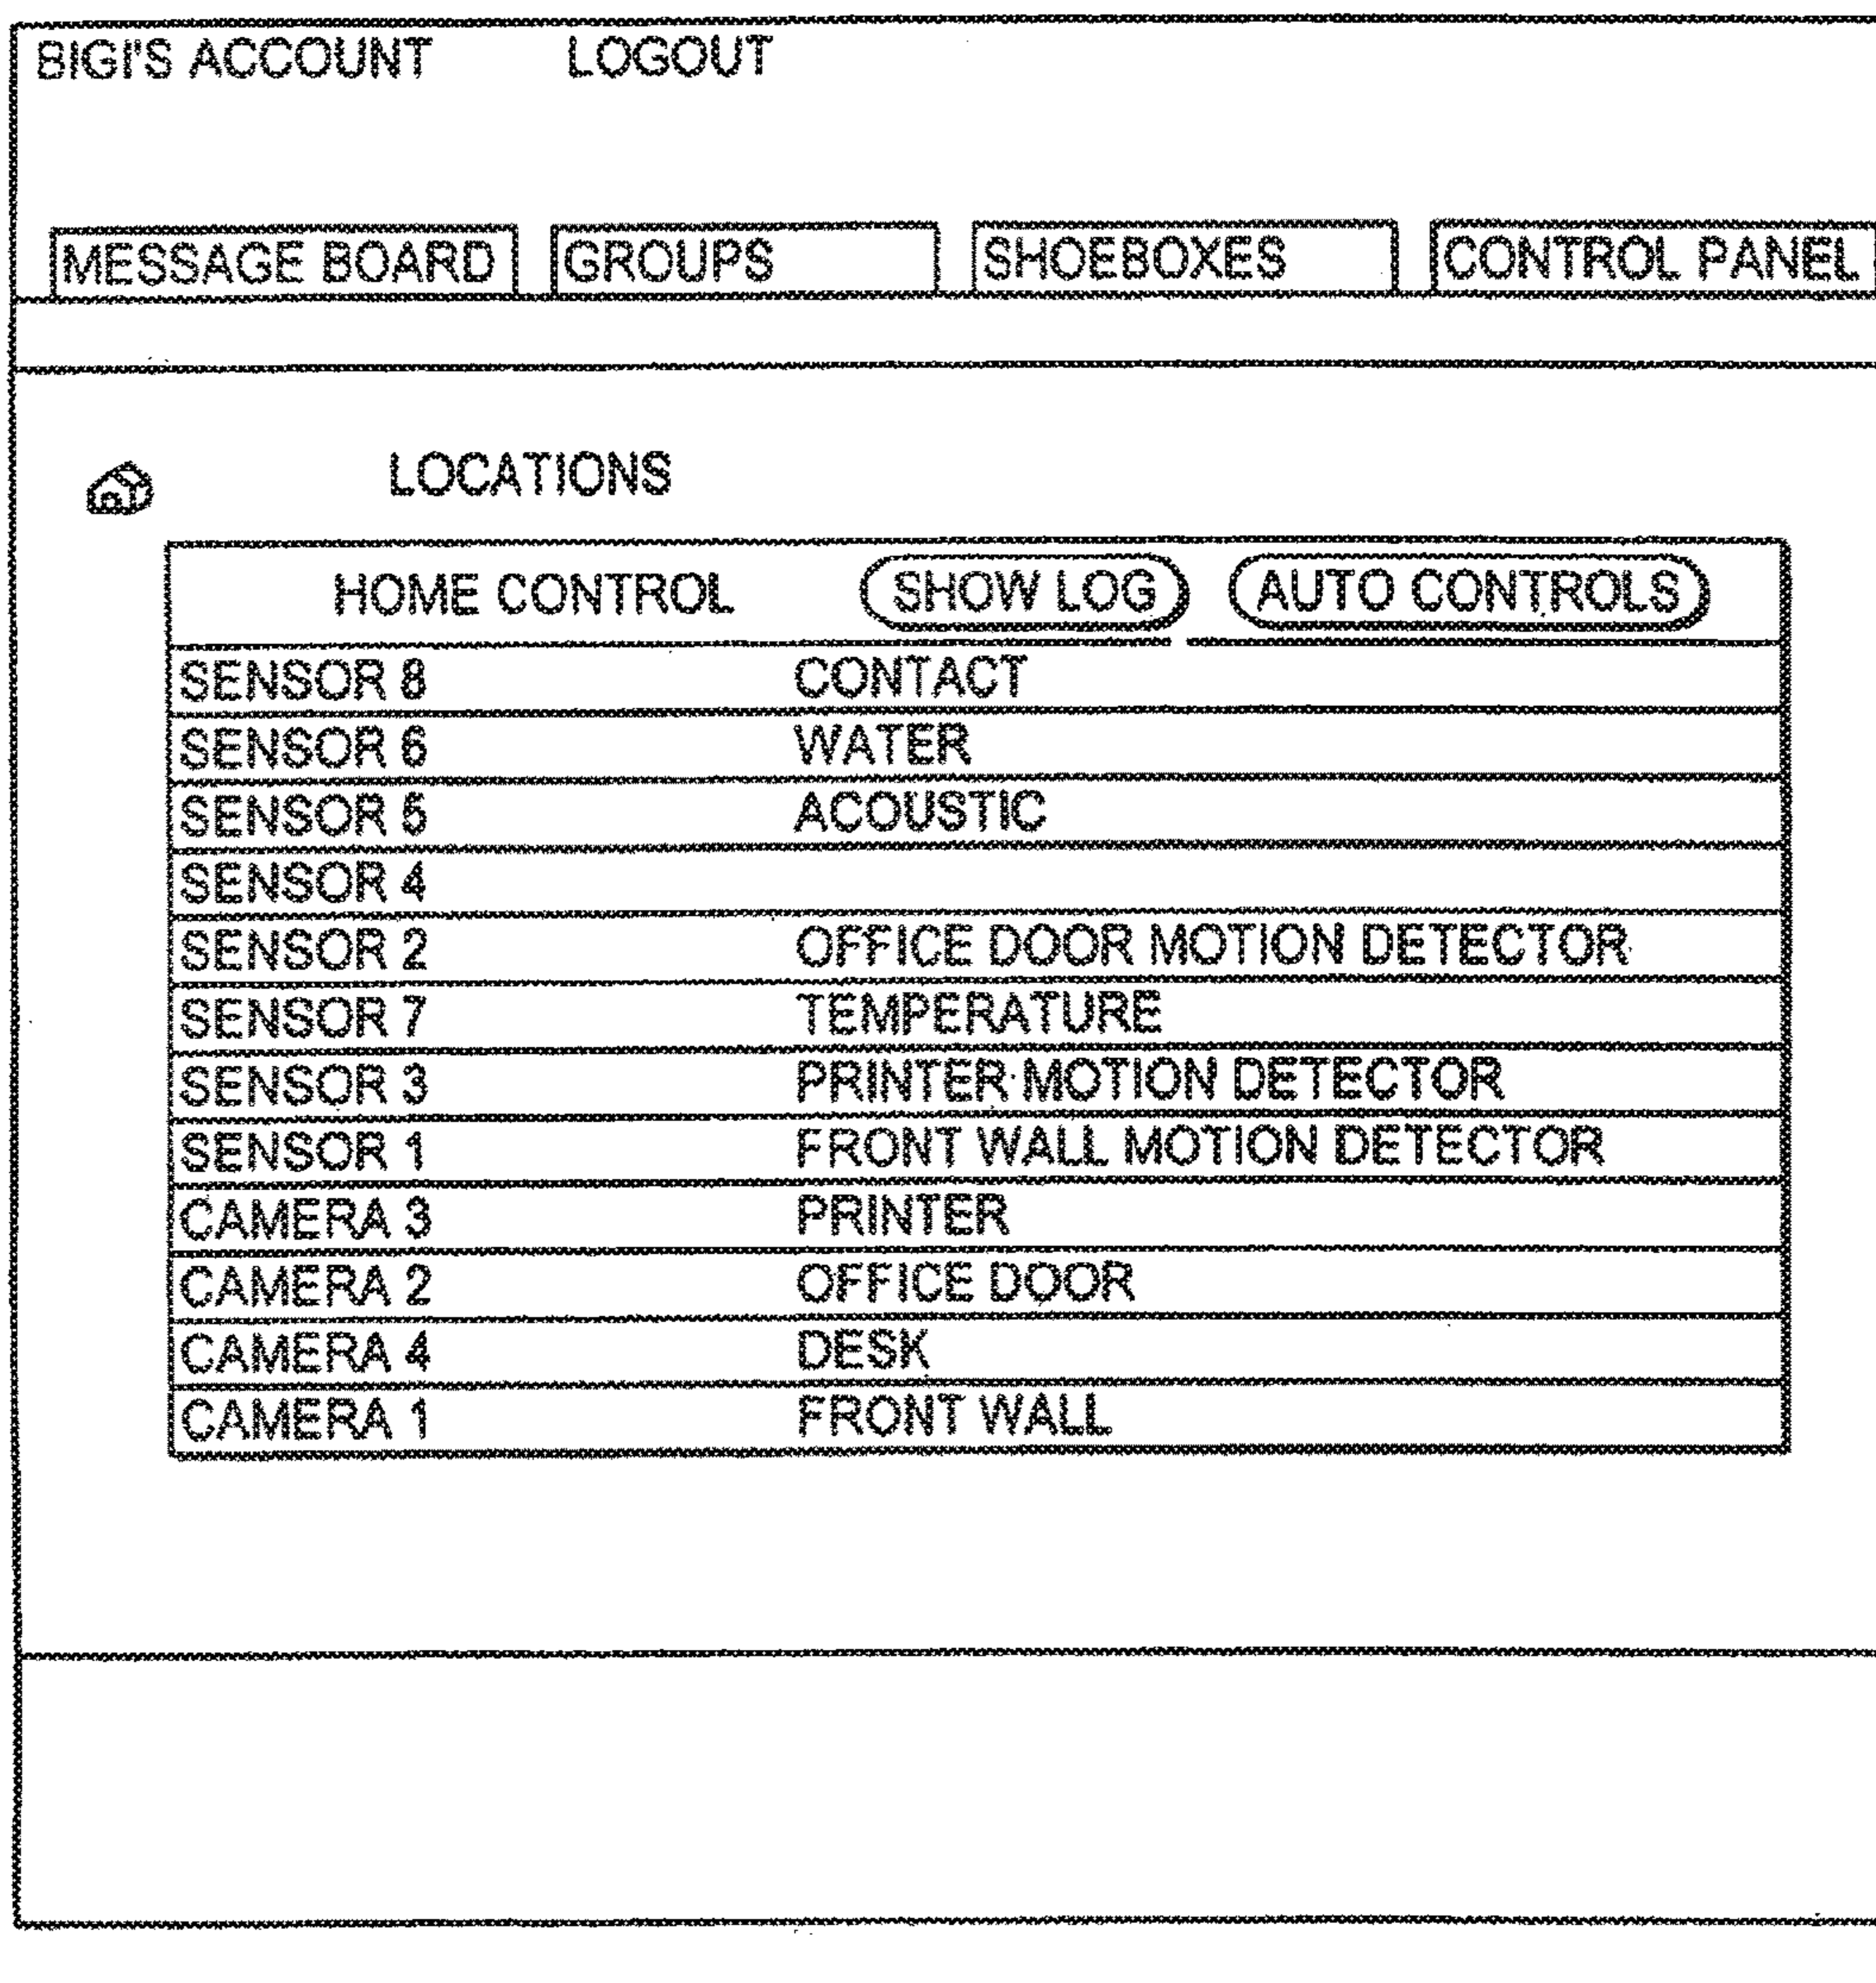 BIGI'S ACCOUNT LOGOUT
MESSAGE BOARD GROUPS SHOEBOXES CONTROL PANEL
LOCATIONS
HOME CONTROL SHOW LOG AUTO CONTROLS
SENSOR 8 CONTACT
SENSOR 6 WATER
SENSOR 5 ACOUSTIC
SENSOR 4
SENSOR 2 OFFICE DOOR MOTION DETECTOR
SENSOR 7 TEMPERATURE
SENSOR 3 PRINTER MOTION DETECTOR
SENSOR 1 FRONT WALL MOTION DETECTOR
CAMERA 3 PRINTER
CAMERA 2 OFFICE DOOR
CAMERA 4 DESK
CAMERA 1 FRONT WALL